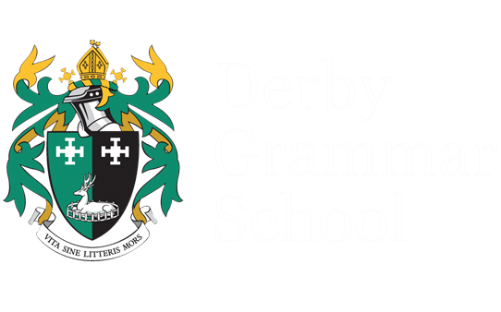 Derby
Grammar
School
VITA SINE LITTERIS MORS